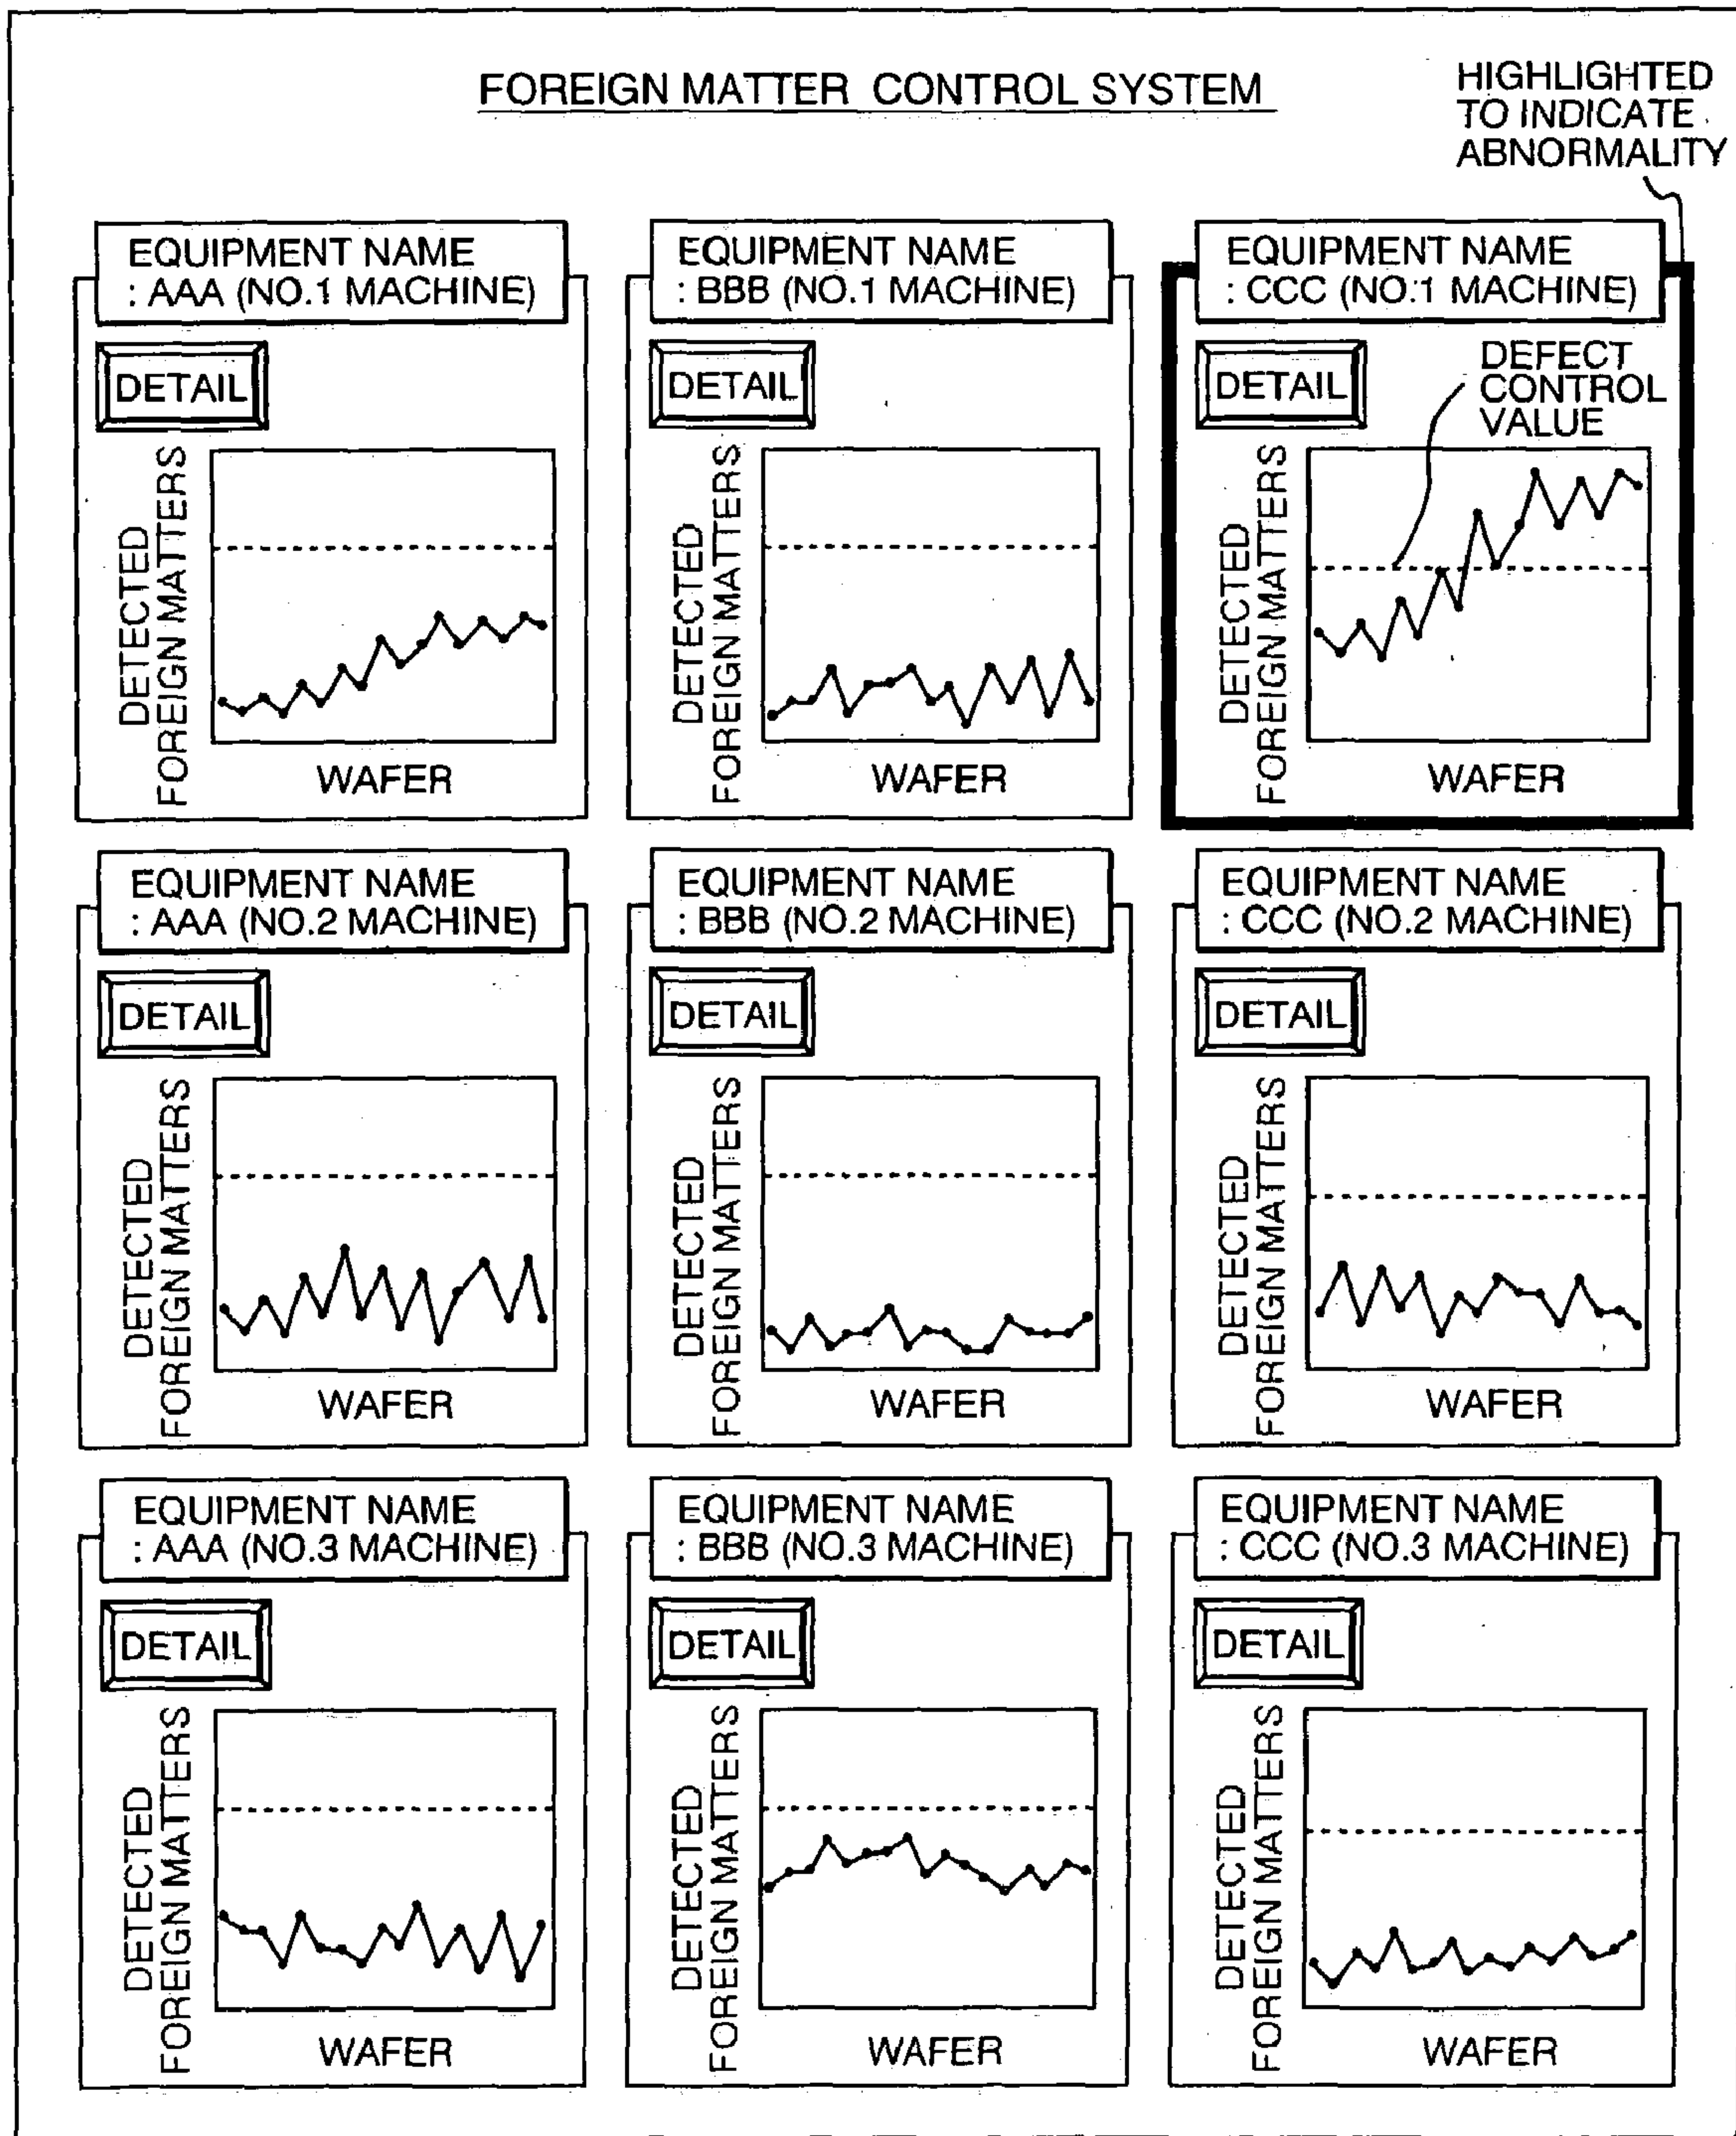 FOREIGN MATTER CONTROL SYSTEM
HIGHLIGHTED
TO INDICATE
ABNORMALITY
EQUIPMENT NAME
: AAA (NO.1 MACHINE)
DETAIL
DETECTED
FOREIGN MATTERS
WAFER
EQUIPMENT NAME
: BBB (NO.1 MACHINE)
DETAIL
DETECTED
FOREIGN MATTERS
WAFER
EQUIPMENT NAME
: CCC (NO.1 MACHINE)
DETAIL
DEFECT
CONTROL
VALUE
DETECTED
FOREIGN MATTERS
WAFER
EQUIPMENT NAME
: AAA (NO.2 MACHINE)
DETAIL
DETECTED
FOREIGN MATTERS
WAFER
EQUIPMENT NAME
: BBB (NO.2 MACHINE)
DETAIL
DETECTED
FOREIGN MATTERS
WAFER
EQUIPMENT NAME
: CCC (NO.2 MACHINE)
DETAIL
DETECTED
FOREIGN MATTERS
WAFER
EQUIPMENT NAME
: AAA (NO.3 MACHINE)
DETAIL
DETECTED
FOREIGN MATTERS
WAFER
EQUIPMENT NAME
: BBB (NO.3 MACHINE)
DETAIL
DETECTED
FOREIGN MATTERS
WAFER
EQUIPMENT NAME
: CCC (NO.3 MACHINE)
DETAIL
DETECTED
FOREIGN MATTERS
WAFER